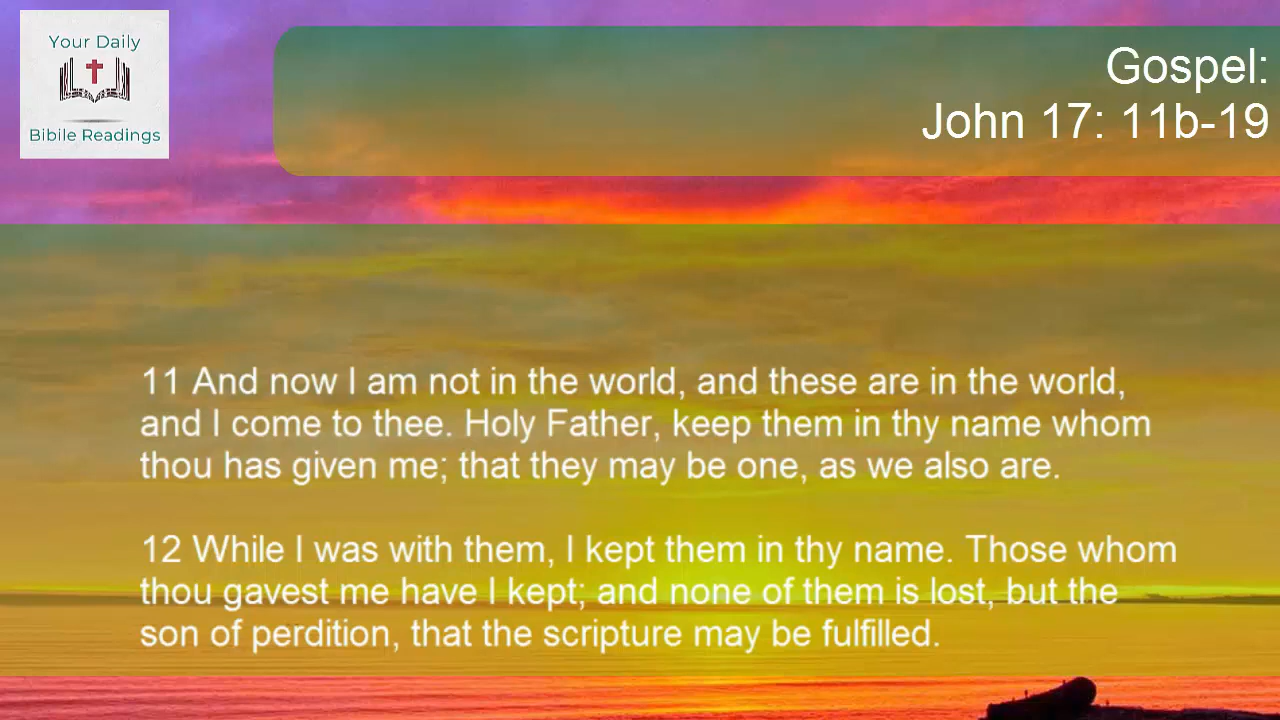 Your Daily
Bibile Readings
Gospel:
John 17: 11b-19
11 And now I am not in the world, and these are in the world,
and I come to thee. Holy Father, keep them in thy name whom
thou has given me; that they may be one, as we also are.
12 While I was with them, I kept them in thy name. Those whom
thou gavest me have I kept; and none of them is lost, but the
son of perdition, that the scripture may be fulfilled.